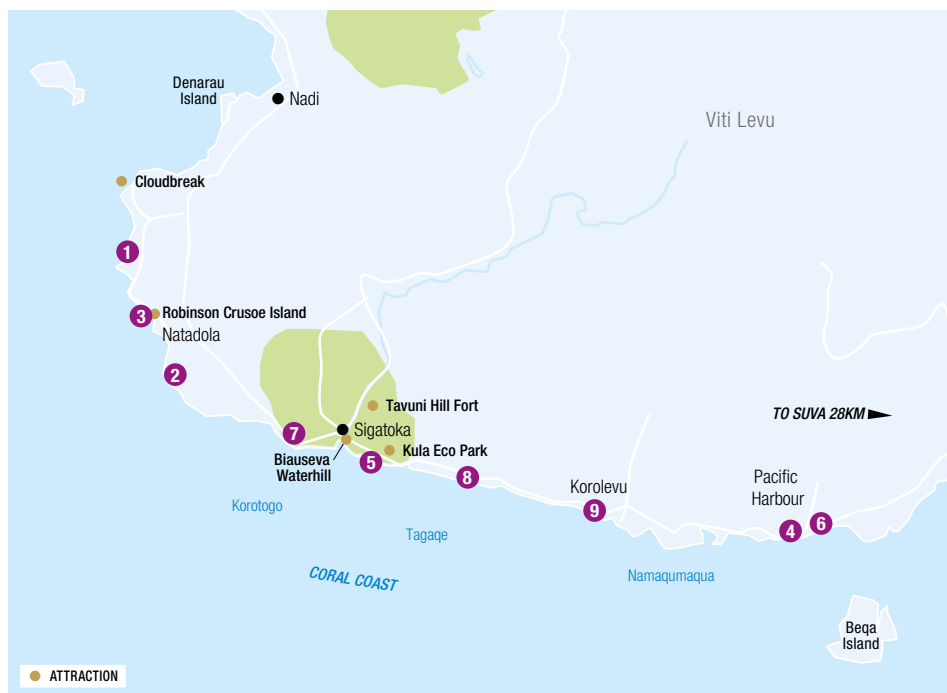 Denarau
Island
Nadi
Viti Levu
Cloudbreak
1
3
Robinson Crusoe Island
Natadola
2
Tavuni Hill Fort
TO SUVA 28KM
7
Sigatoka
Biauseva
Waterhill
Kula Eco Park
5
8
Korolevu
9
Pacific
Harbour
4
6
Korotogo
Tagaqe
CORAL COAST
Namaqumaqua
Beqa
Island
ATTRACTION